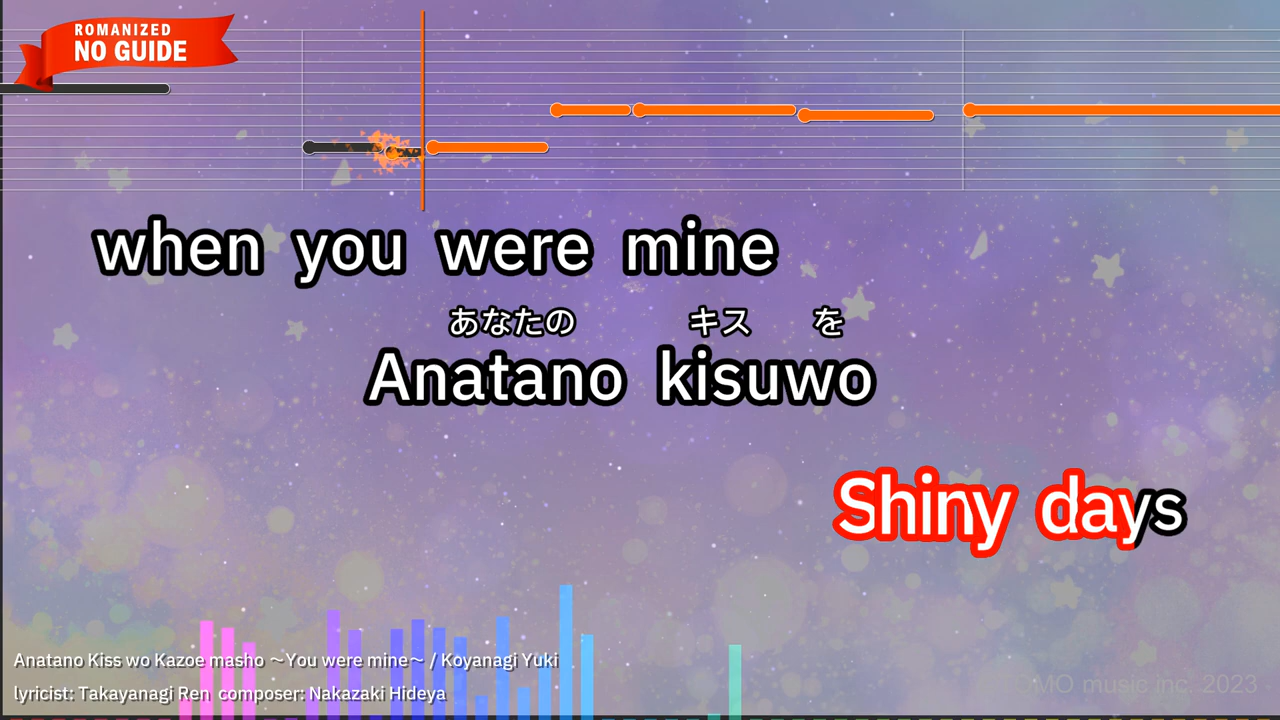 ROMANIZED
NO GUIDE
when you were mine
あなたの キス を
Anatano kisuwo
Shiny days
Anatano Kiss wo Kazoe masho ～You were mine～ / Koyanagi Yuki
lyricist: Takayanagi Ren composer: Nakazaki Hideya
music inc. 2023